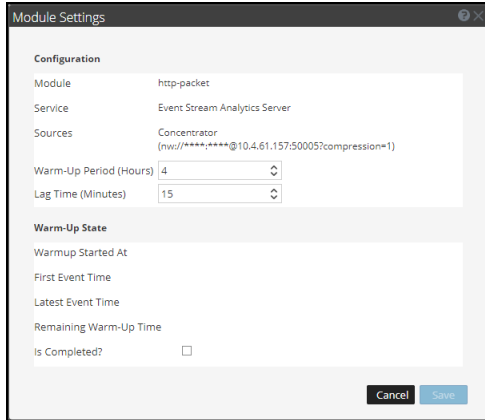 Module Settings
Configuration
Module http-packet
Service Event Stream Analytics Server
Sources Concentrator
(nw://****:****@10.4.61.157:50005?compression=1)
Warm-Up Period (Hours) 4
Lag Time (Minutes) 15
Warm-Up State
Warmup Started At
First Event Time
Latest Event Time
Remaining Warm-Up Time
Is Completed?
Cancel Save